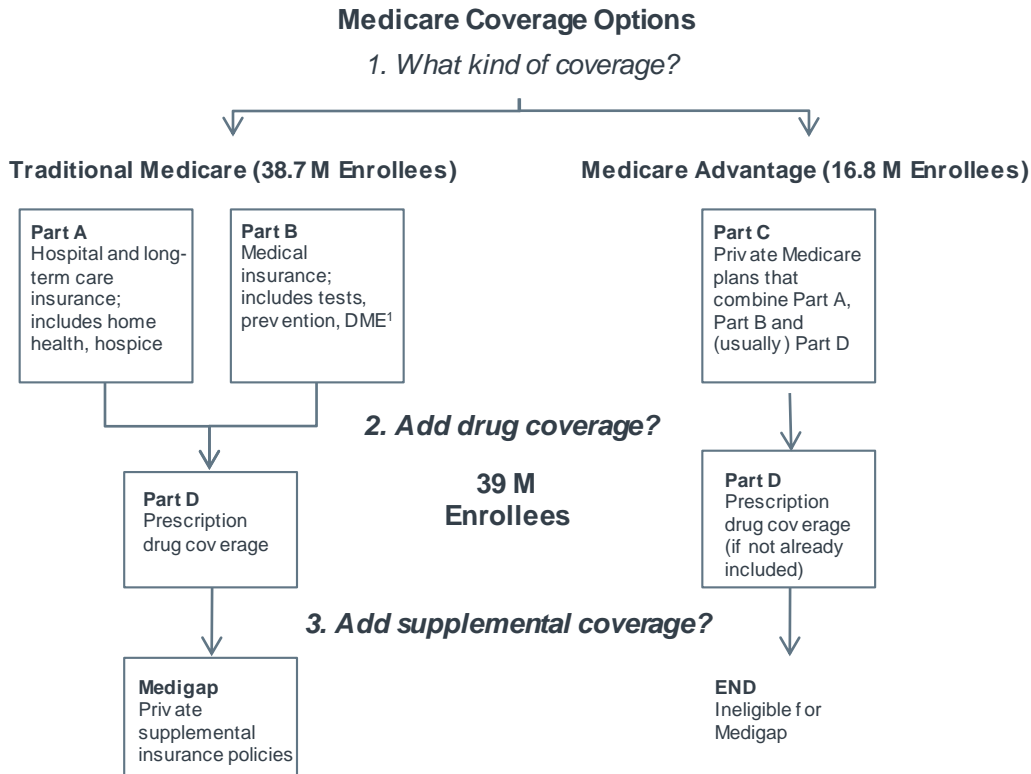 Medicare Coverage Options
1. What kind of coverage?
Traditional Medicare (38.7 M Enrollees)
Medicare Advantage (16.8 M Enrollees)
Part A
Hospital and long-
term care
insurance;
includes home
health, hospice
Part B
Medical
insurance;
includes tests,
prevention, DME¹
Part C
Private Medicare
plans that
combine Part A,
Part B and
(usually) Part D
2. Add drug coverage?
39 M
Enrollees
Part D
Prescription
drug coverage
Part D
Prescription
drug coverage
(if not already
included)
3. Add supplemental coverage?
Medigap
Private
supplemental
insurance policies
END
Ineligible for
Medigap